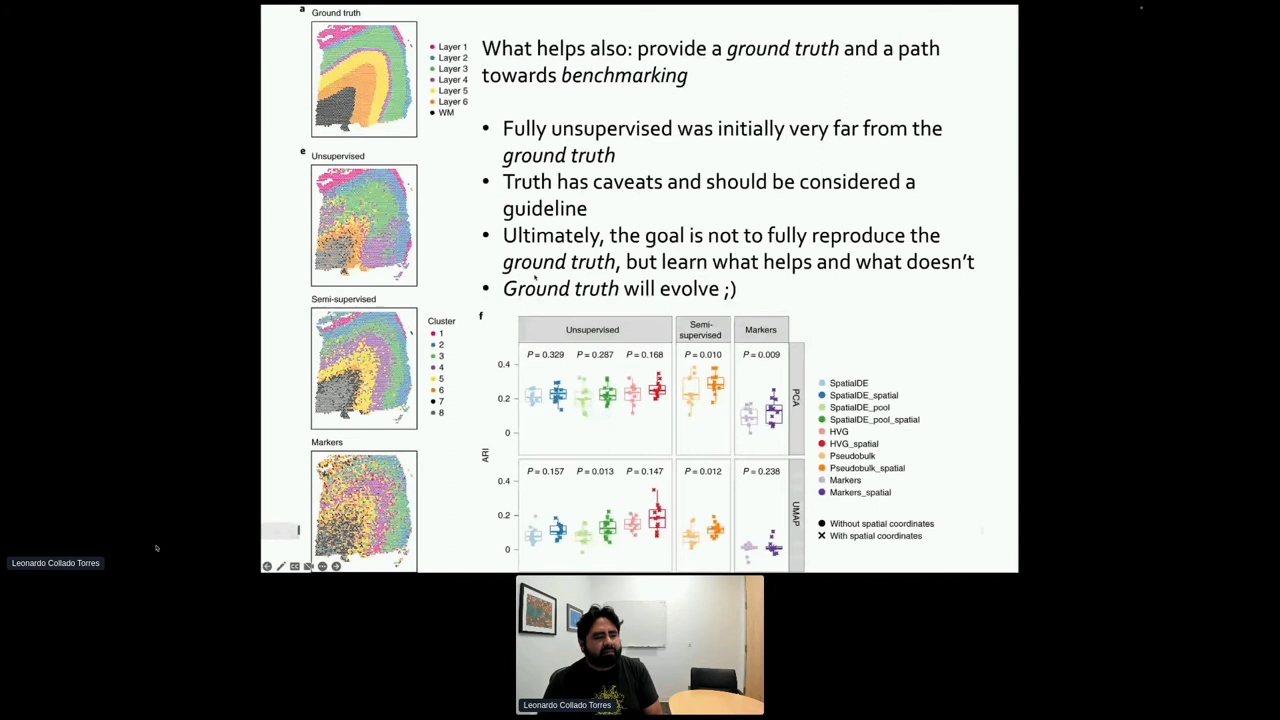 a
Ground truth
Layer 1
Layer 2
Layer 3
Layer 4
Layer 5
Layer 6
WM
What helps also: provide a ground truth and a path
towards benchmarking
• Fully unsupervised was initially very far from the
ground truth
• Truth has caveats and should be considered a
guideline
• Ultimately, the goal is not to fully reproduce the
ground truth, but learn what helps and what doesn't
• Ground truth will evolve ;)
e
Unsupervised
Semi-supervised
Cluster
1
2
3
4
5
6
7
8
Markers
f
Unsupervised
Semi-
supervised
Markers
P = 0.329 P = 0.287 P = 0.168 P = 0.010 P = 0.009
0.4
0.2
0
PCA
ARI
P = 0.157 P = 0.013 P = 0.147 P = 0.012 P = 0.238
0.4
0.2
0
UMAP
SpatialDE
SpatialDE_spatial
SpatialDE_pool
SpatialDE_pool_spatial
HVG
HVG_spatial
Pseudobulk
Pseudobulk_spatial
Markers
Markers_spatial
Without spatial coordinates
With spatial coordinates
Leonardo Collado Torres
Leonardo Collado Torres